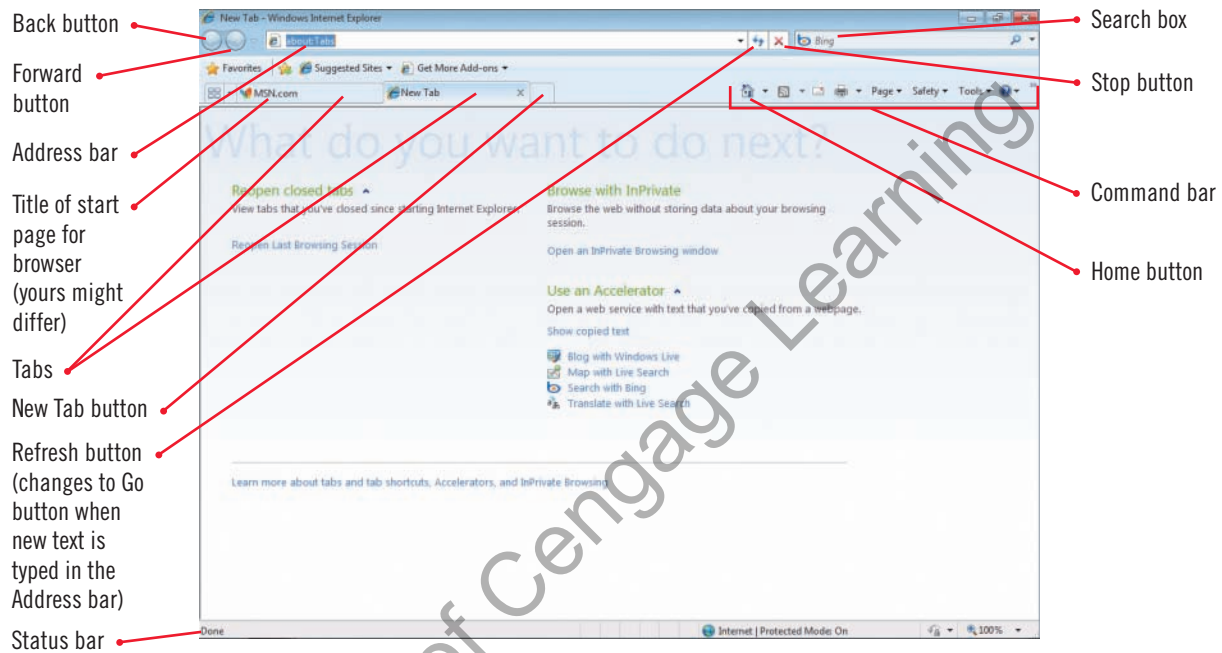 Back button
Forward
button
Address bar
Title of start
page for
browser
(yours might
differ)
Tabs
New Tab button
Refresh button
(changes to Go
button when
new text is
typed in the
Address bar)
Status bar
New Tab - Windows Internet Explorer
about:Tabs
Bing
Favorites Suggested Sites Get More Add-ons
MSN.com New Tab x Page Safety Tools
What do you want to do next?
Reopen closed tabs
View tabs that you've closed since starting Internet Explorer.
Reopen Last Browsing Session
Browse with InPrivate
Browse the web without storing data about your browsing
session.
Open an InPrivate Browsing window
Use an Accelerator
Open a web service with text that you've copied from a webpage.
Show copied text
Blog with Windows Live
Map with Live Search
Search with Bing
Translate with Live Search
Learn more about tabs and tab shortcuts, Accelerators, and InPrivate Browsing
Done Internet | Protected Mode: On 100%
Search box
Stop button
Command bar
Home button
of Cengage Learning